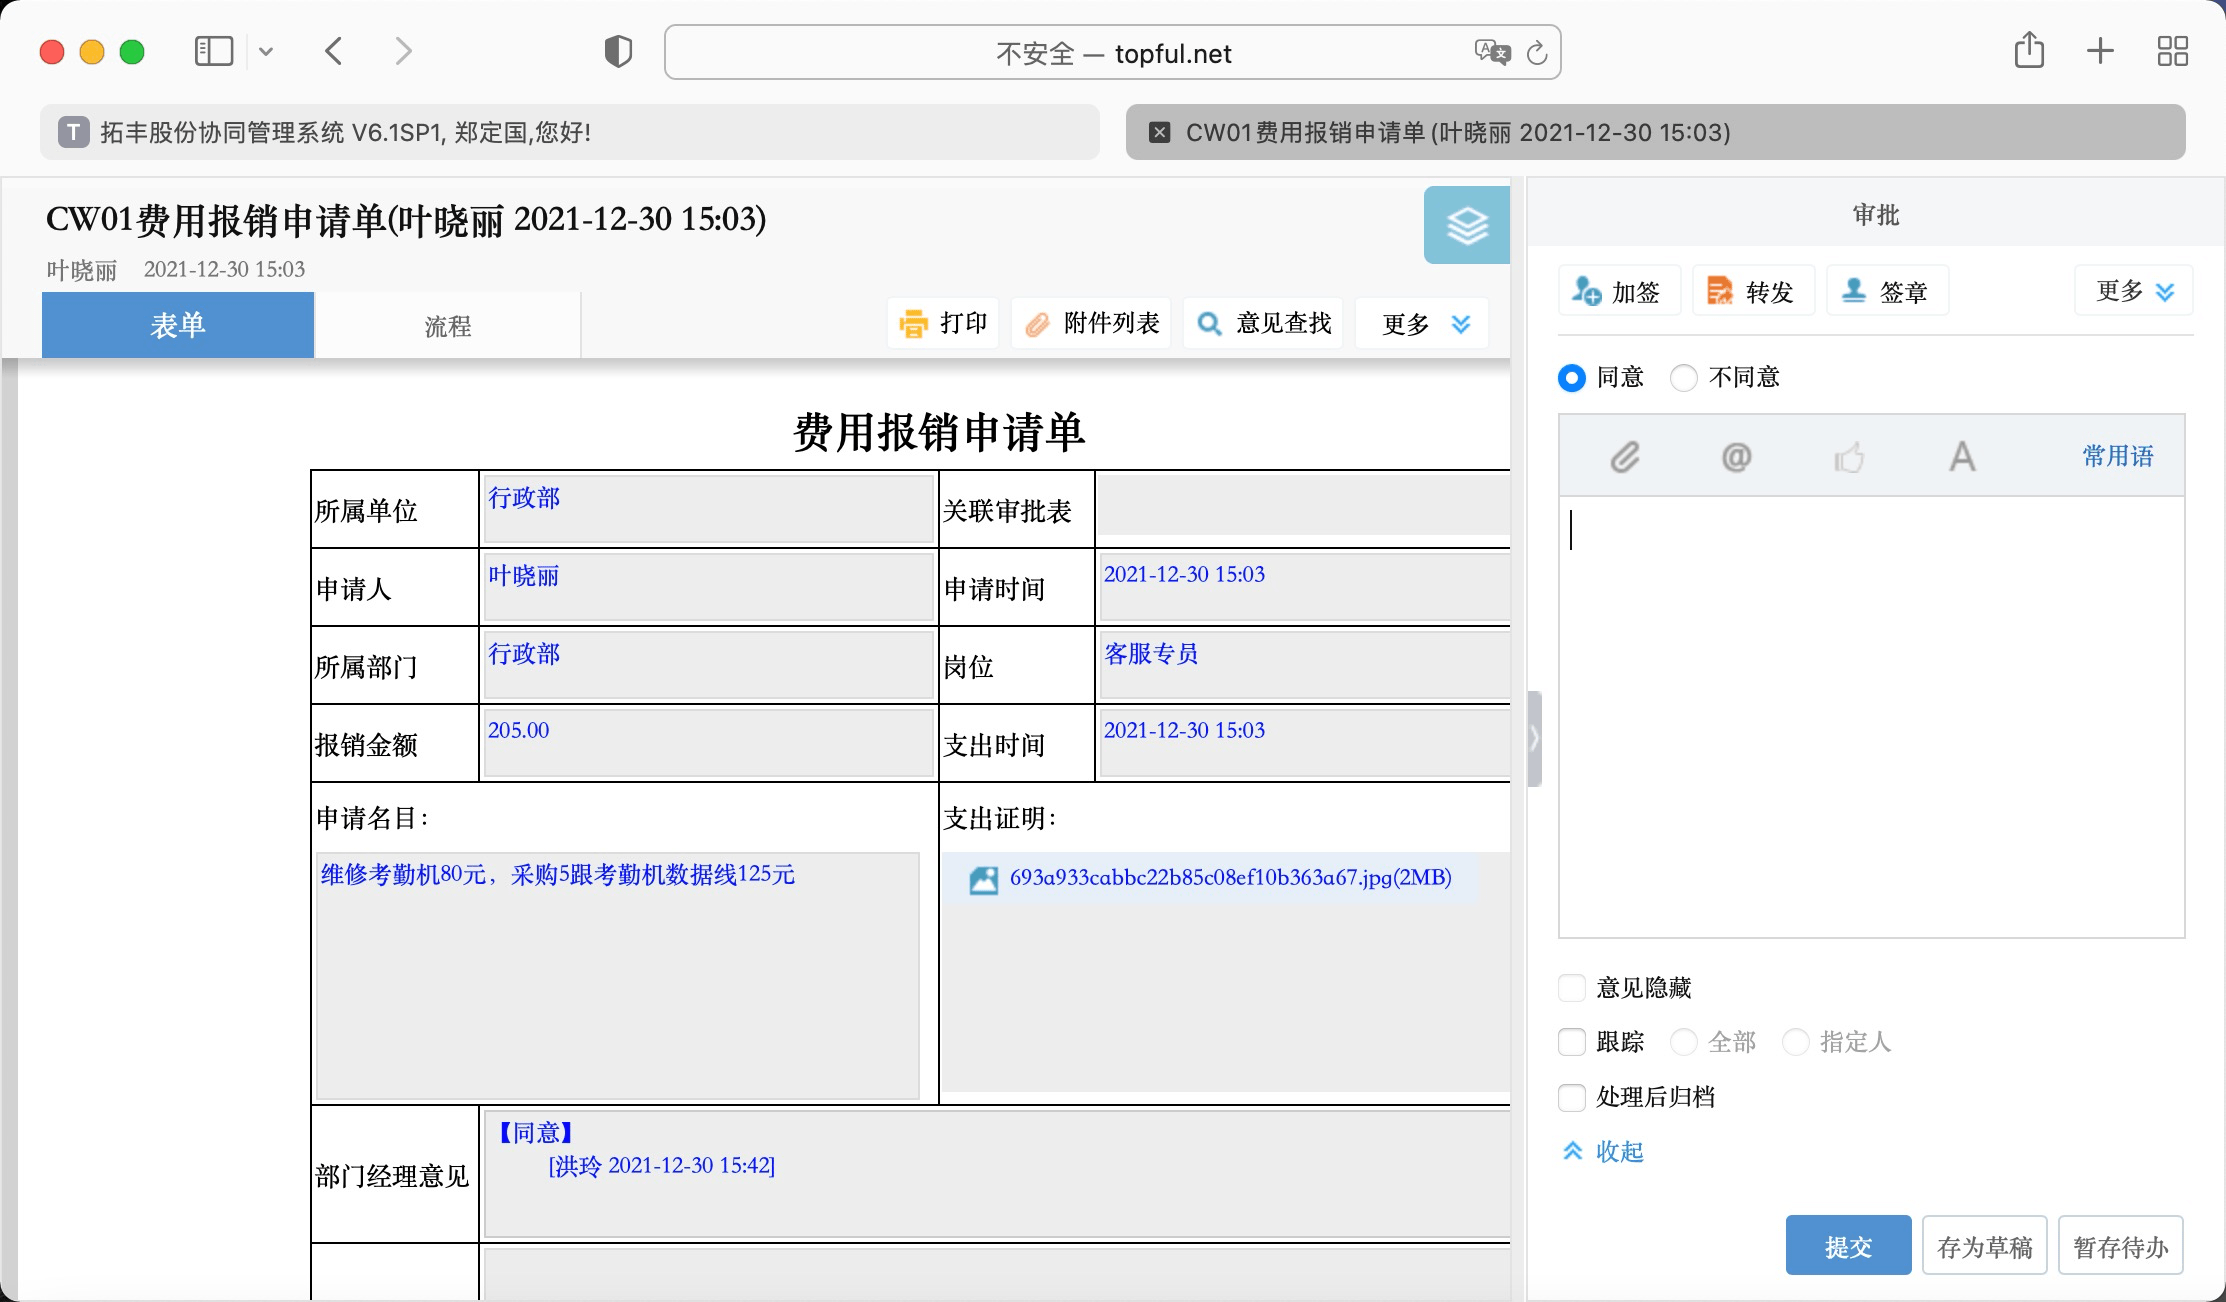 不安全 — topful.net
T 拓丰股份协同管理系统 V6.1SP1, 郑定国,您好!
CW01费用报销申请单(叶晓丽 2021-12-30 15:03)
CW01费用报销申请单(叶晓丽 2021-12-30 15:03)
叶晓丽 2021-12-30 15:03
表单 流程 打印 附件列表 意见查找 更多
费用报销申请单
所属单位 行政部 关联审批表
申请人 叶晓丽 申请时间 2021-12-30 15:03
所属部门 行政部 岗位 客服专员
报销金额 205.00 支出时间 2021-12-30 15:03
申请名目： 支出证明：
维修考勤机80元，采购5跟考勤机数据线125元 693a933cabbc22b85c08ef10b363a67.jpg(2MB)
部门经理意见 【同意】
[洪玲 2021-12-30 15:42]
审批
加签 转发 签章 更多
同意 不同意
@ A 常用语
意见隐藏
跟踪 全部 指定人
处理后归档
收起
提交 存为草稿 暂存待办